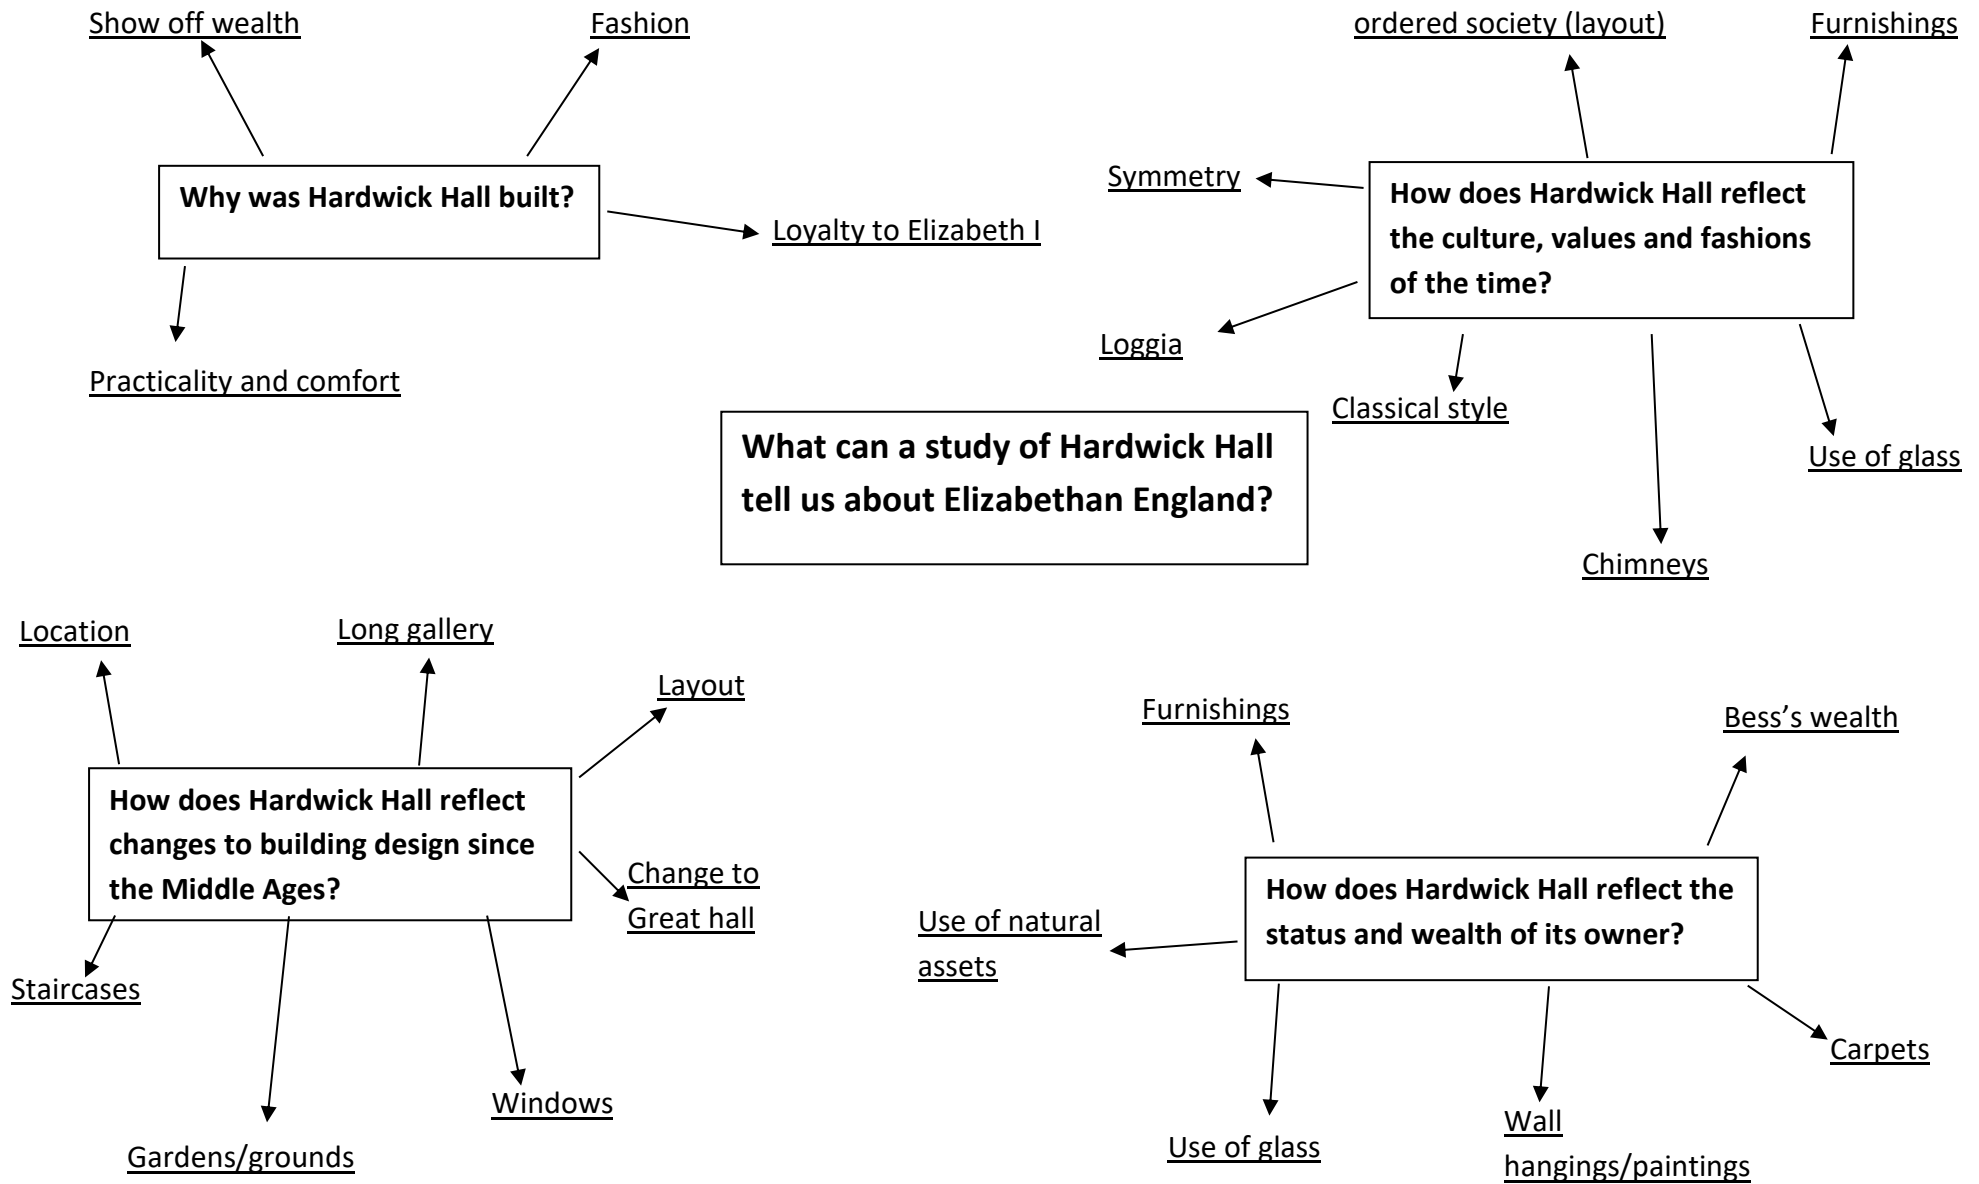 Show off wealth
Fashion
Why was Hardwick Hall built?
Loyalty to Elizabeth I
Practicality and comfort
ordered society (layout)
Furnishings
Symmetry
How does Hardwick Hall reflect
the culture, values and fashions
of the time?
Loggia
Classical style
Use of glass
Chimneys
What can a study of Hardwick Hall
tell us about Elizabethan England?
Location
Long gallery
Layout
How does Hardwick Hall reflect
changes to building design since
the Middle Ages?
Change to
Great hall
Staircases
Windows
Gardens/grounds
Furnishings
Bess’s wealth
How does Hardwick Hall reflect the
status and wealth of its owner?
Use of natural
assets
Carpets
Use of glass
Wall
hangings/paintings